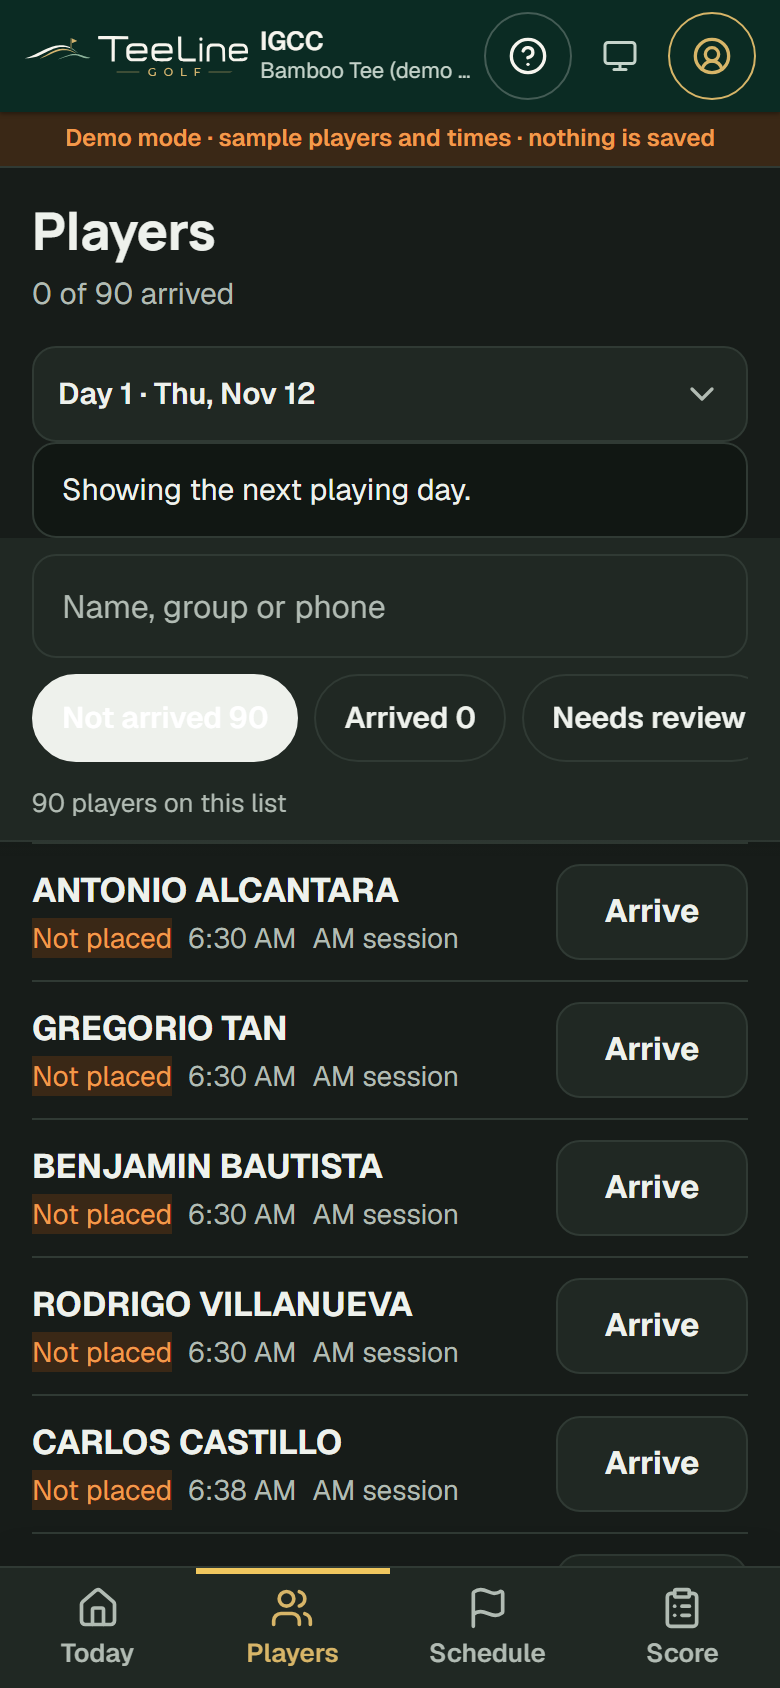 TeeLine
GOLF
IGCC
Bamboo Tee (demo ...
Demo mode · sample players and times · nothing is saved
Players
0 of 90 arrived
Day 1 · Thu, Nov 12
Showing the next playing day.
Name, group or phone
Not arrived 90
Arrived 0
Needs review
90 players on this list
ANTONIO ALCANTARA
Not placed 6:30 AM AM session
Arrive
GREGORIO TAN
Not placed 6:30 AM AM session
Arrive
BENJAMIN BAUTISTA
Not placed 6:30 AM AM session
Arrive
RODRIGO VILLANUEVA
Not placed 6:30 AM AM session
Arrive
CARLOS CASTILLO
Not placed 6:38 AM AM session
Arrive
Today
Players
Schedule
Score